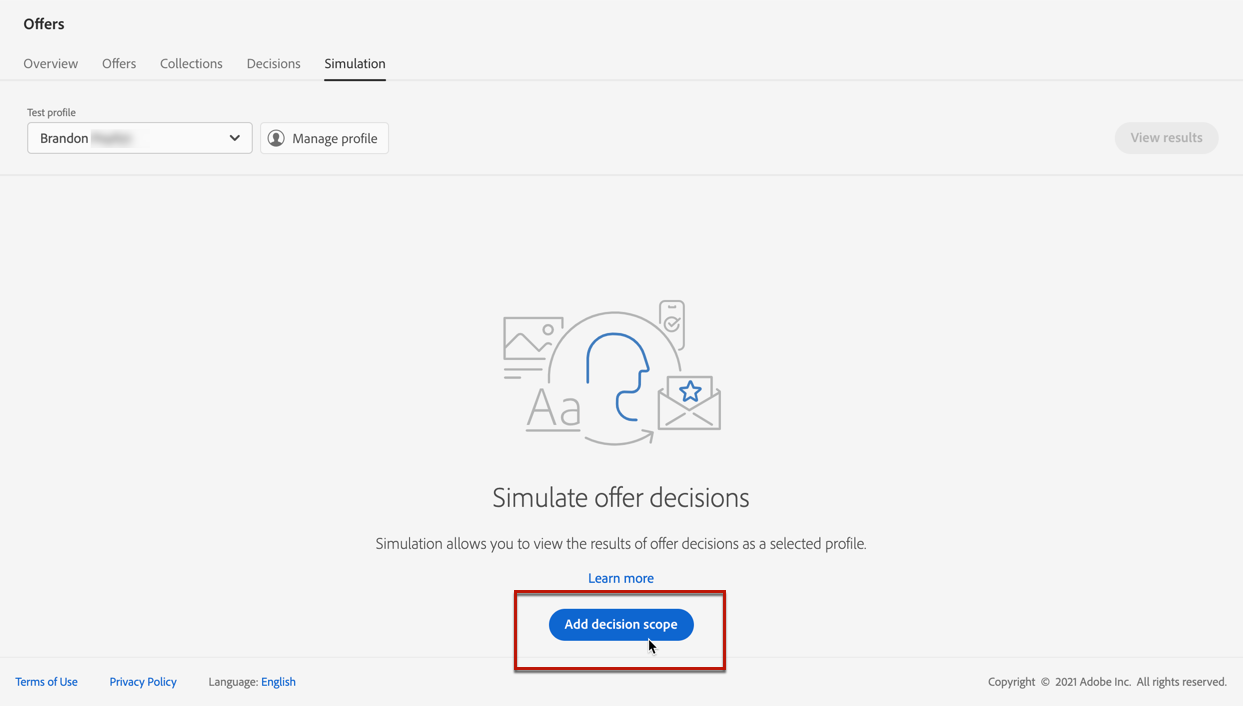 Offers
Overview Offers Collections Decisions Simulation
Test profile
Brandon
Manage profile
View results
Aa
Simulate offer decisions
Simulation allows you to view the results of offer decisions as a selected profile.
Learn more
Add decision scope
Terms of Use Privacy Policy Language: English Copyright © 2021 Adobe Inc. All rights reserved.